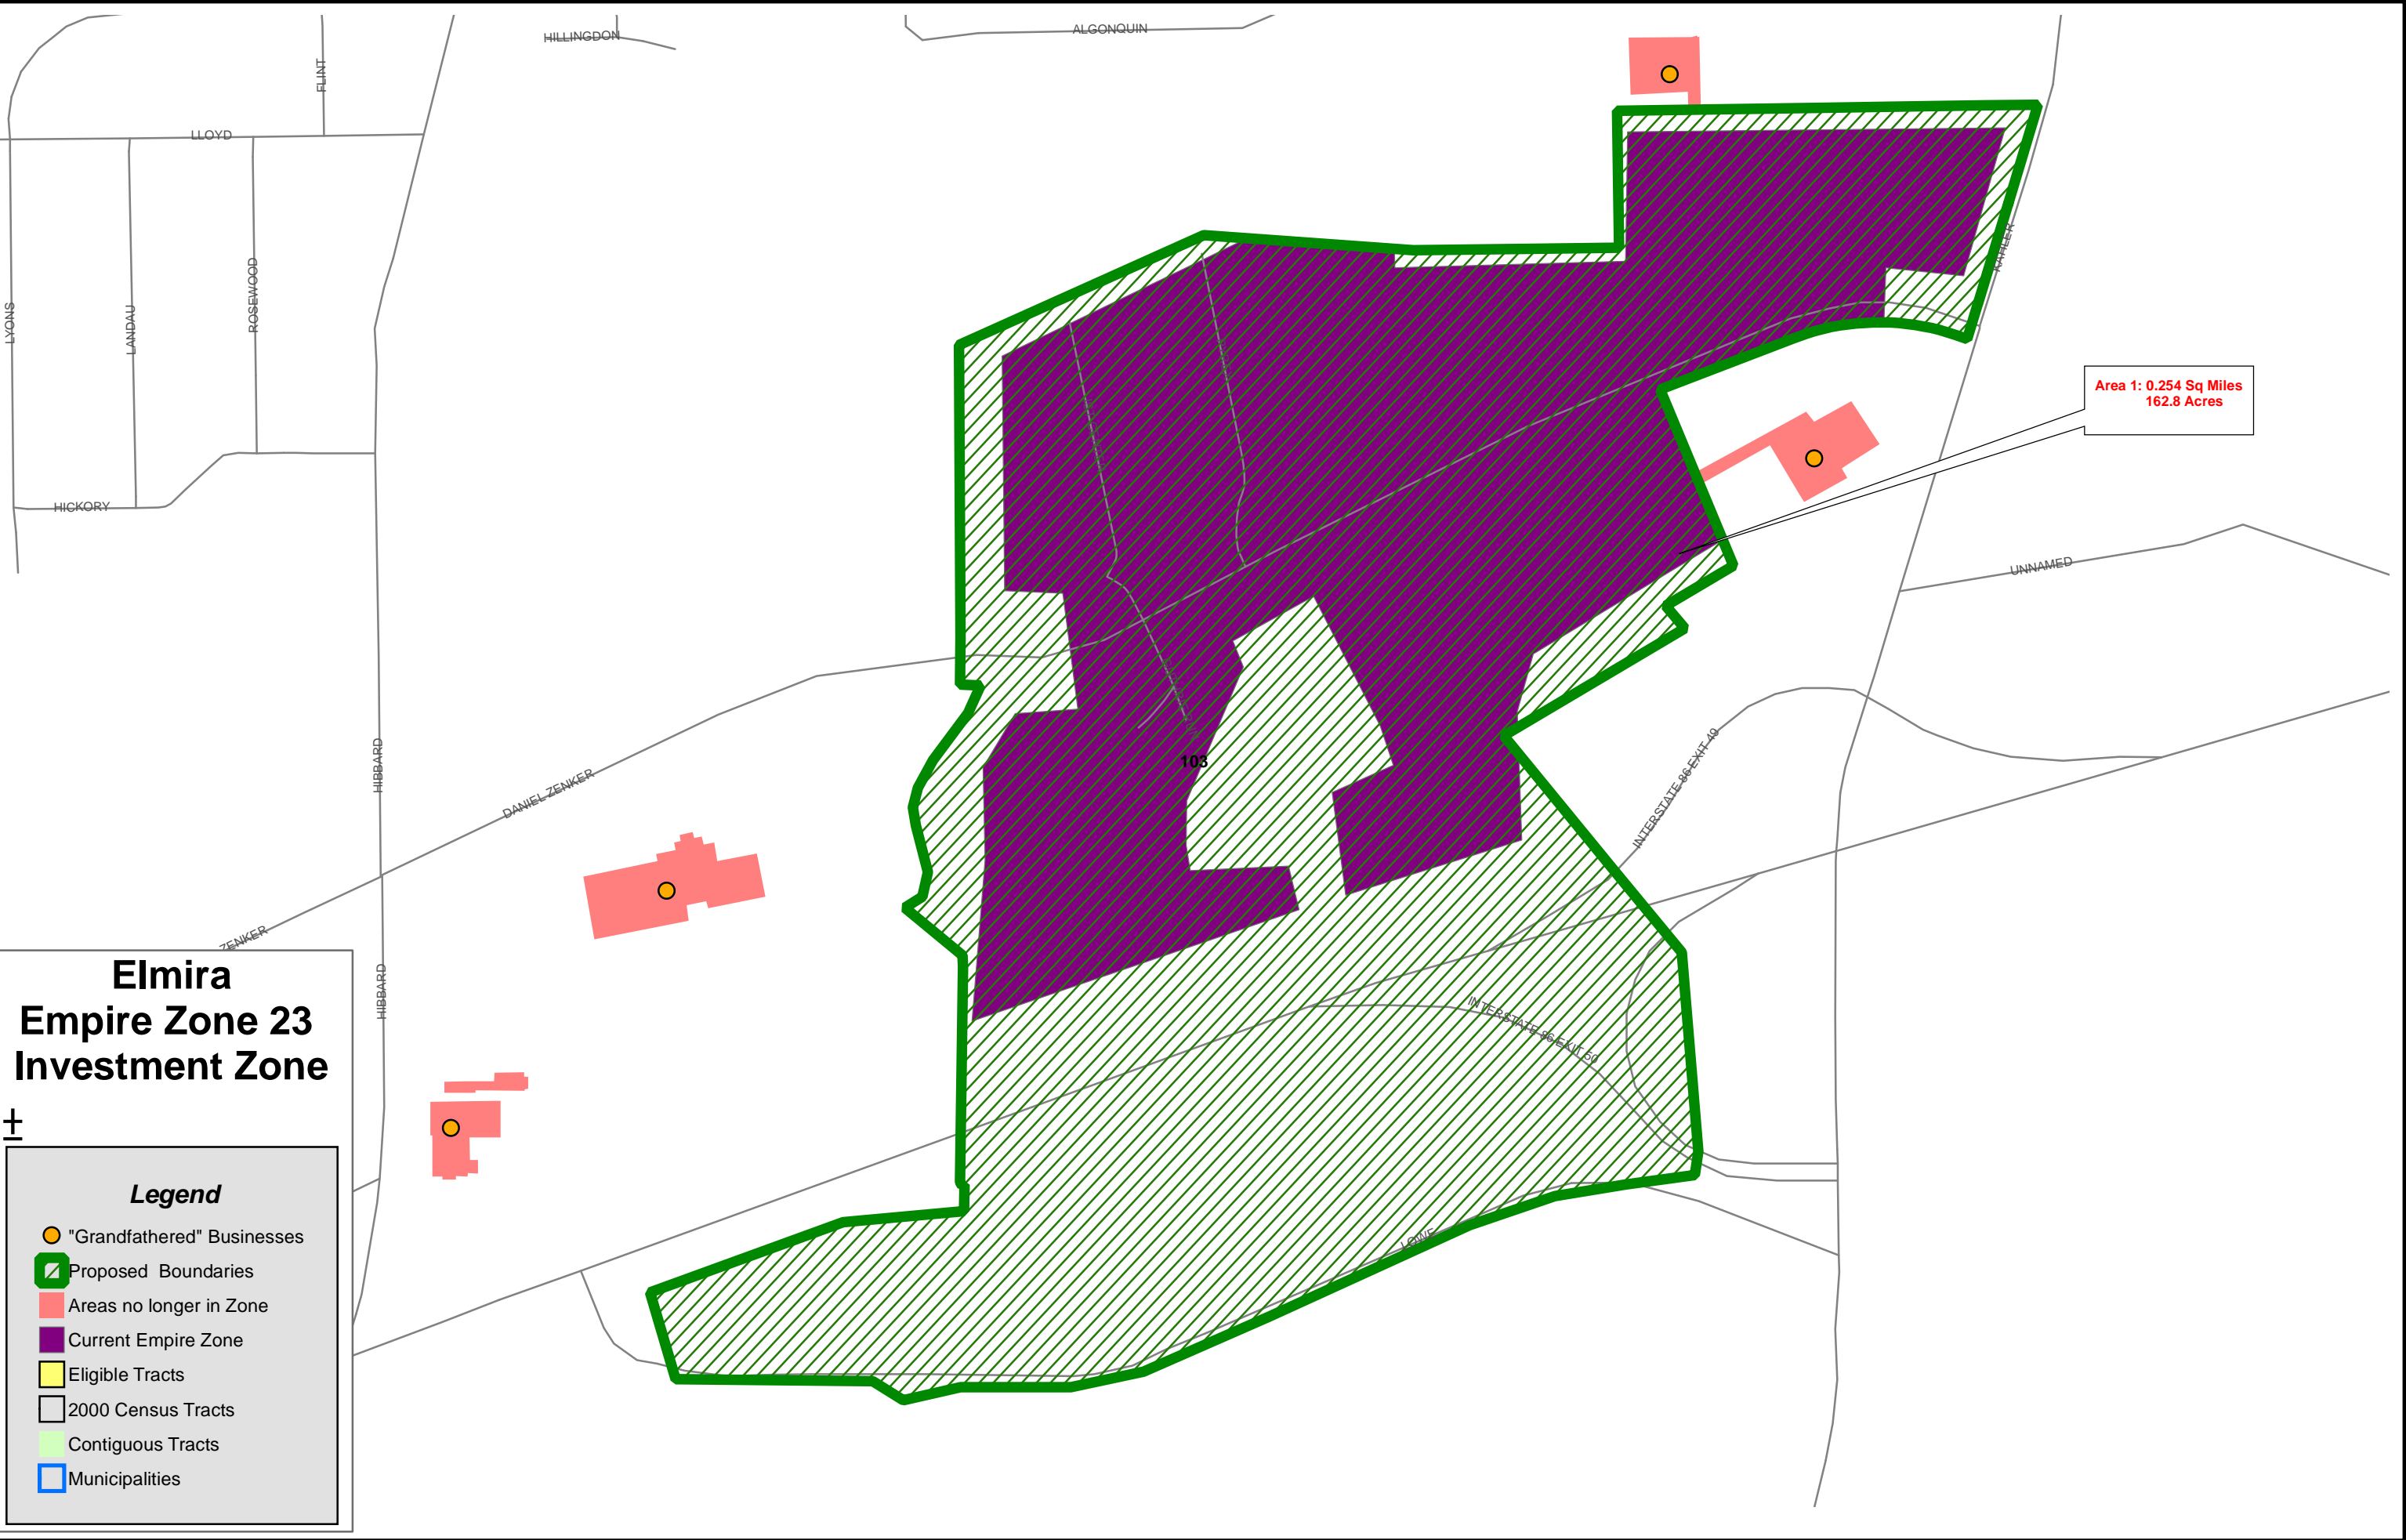 HILLINGDON
ALGONQUIN
FLINT
LLOYD
KAHLER
ROSEWOOD
LYONS
LANDAU
Area 1: 0.254 Sq Miles
162.8 Acres
HICKORY
UNNAMED
HIBBARD
DANIEL ZENKER
103
INTERSTATE 86 EXIT 49
ZENKER
HIBBARD
INTERSTATE 86 EXIT 50
LOWE
Elmira
Empire Zone 23
Investment Zone
±
Legend
"Grandfathered" Businesses
Proposed Boundaries
Areas no longer in Zone
Current Empire Zone
Eligible Tracts
2000 Census Tracts
Contiguous Tracts
Municipalities